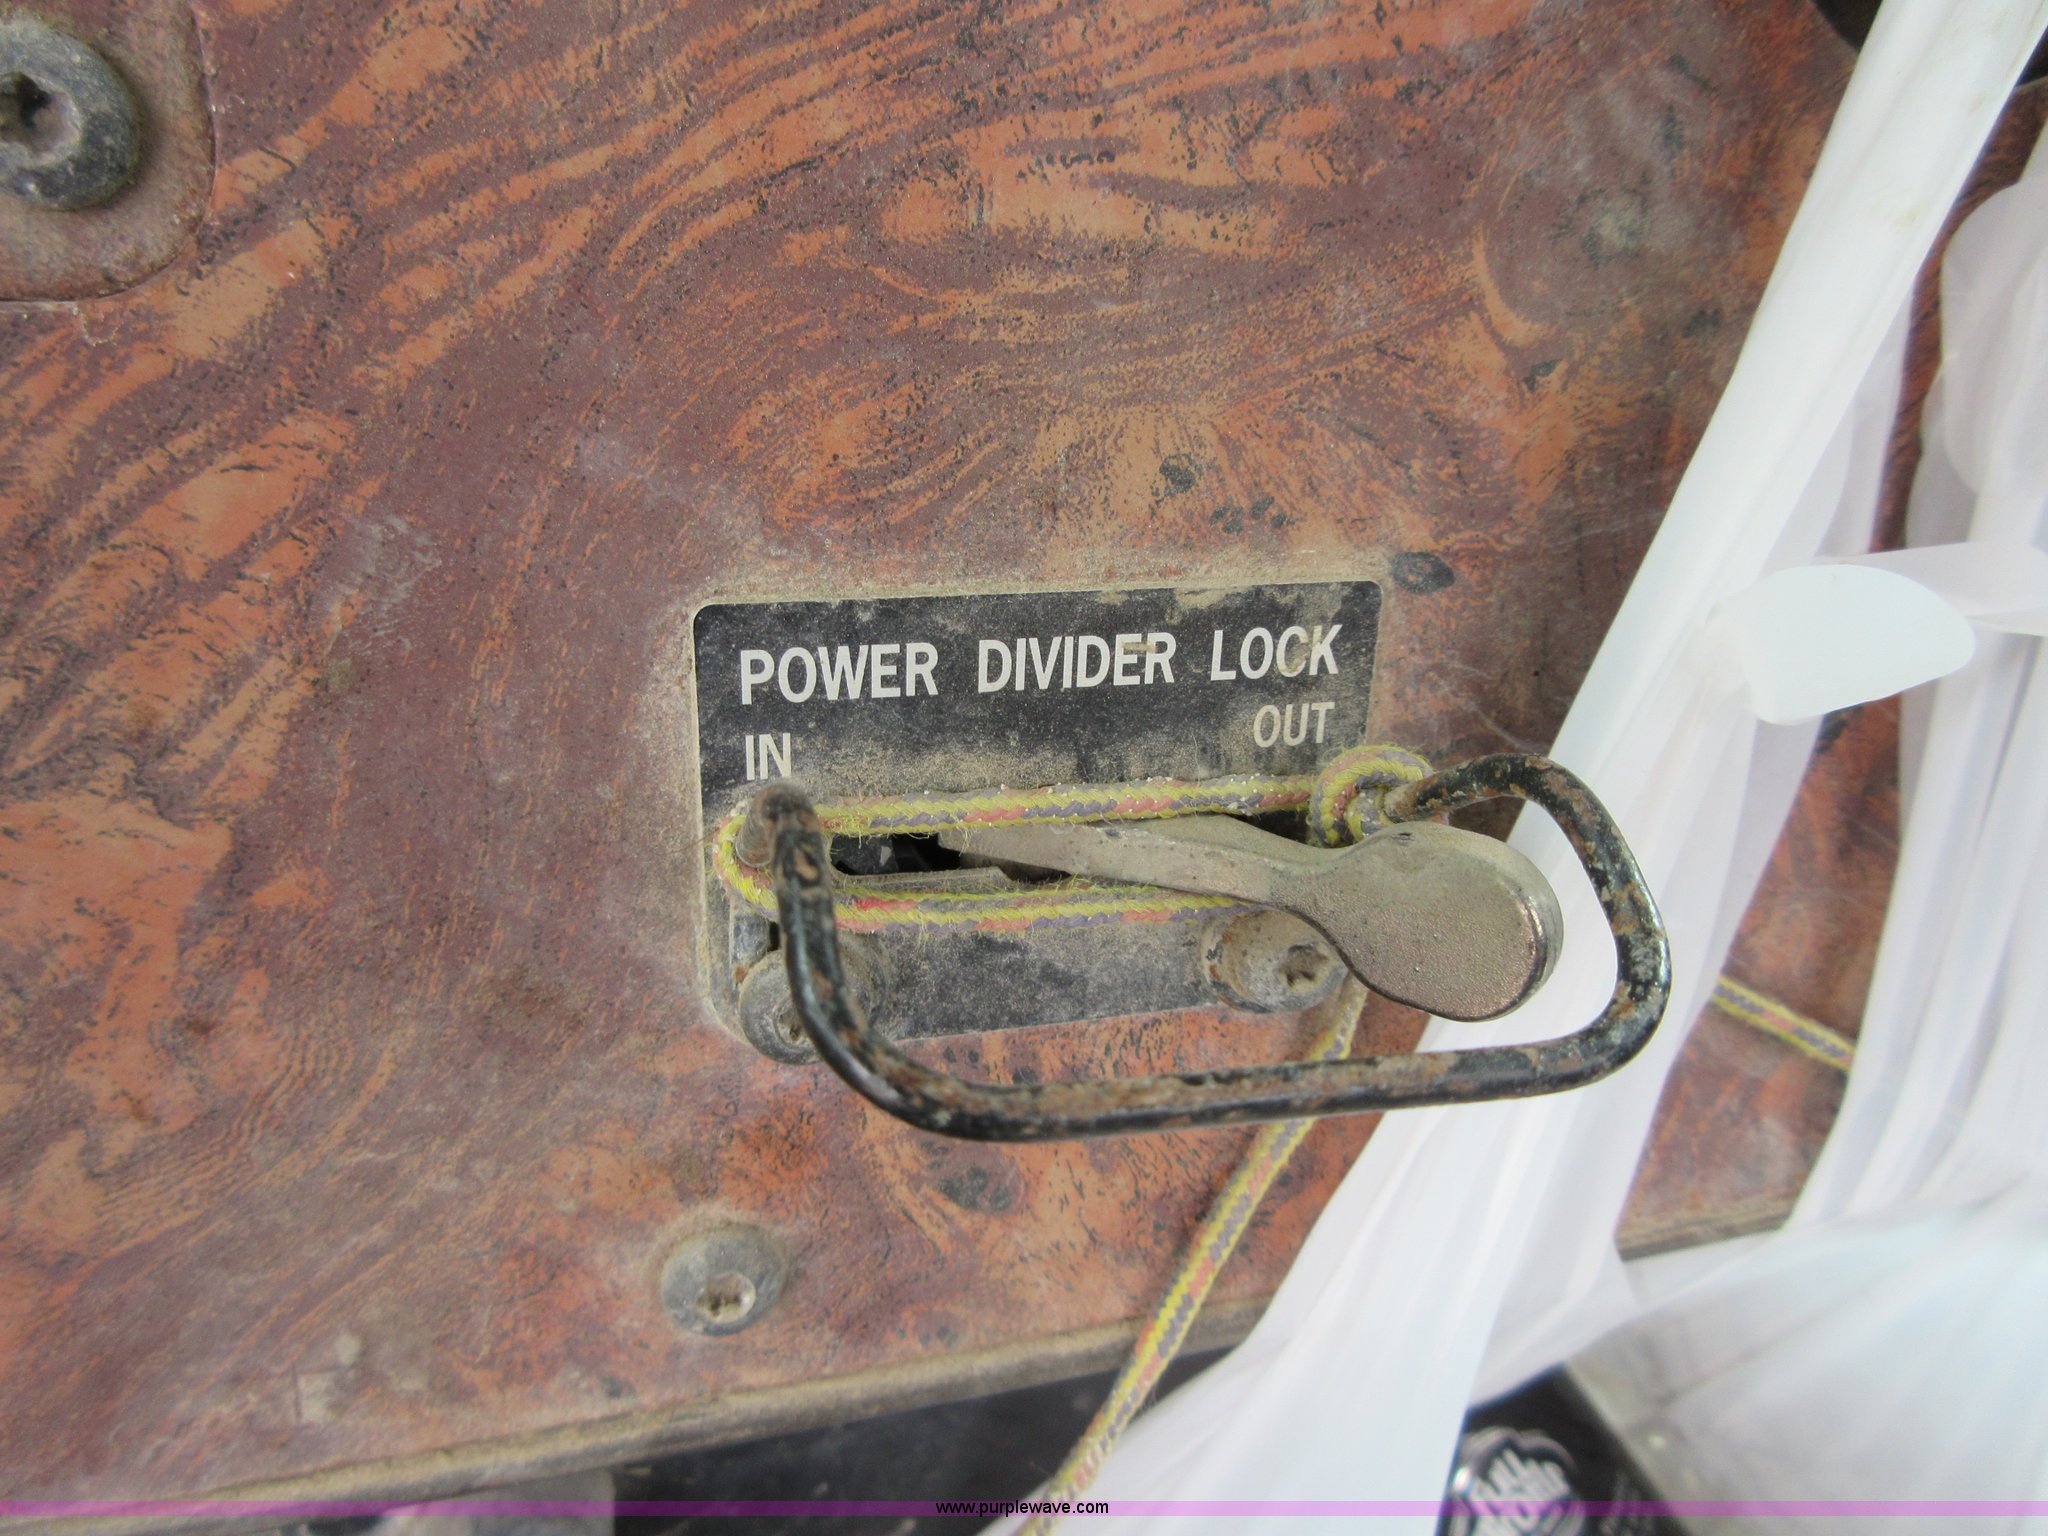 POWER DIVIDER LOCK
IN OUT
www.purplewave.com